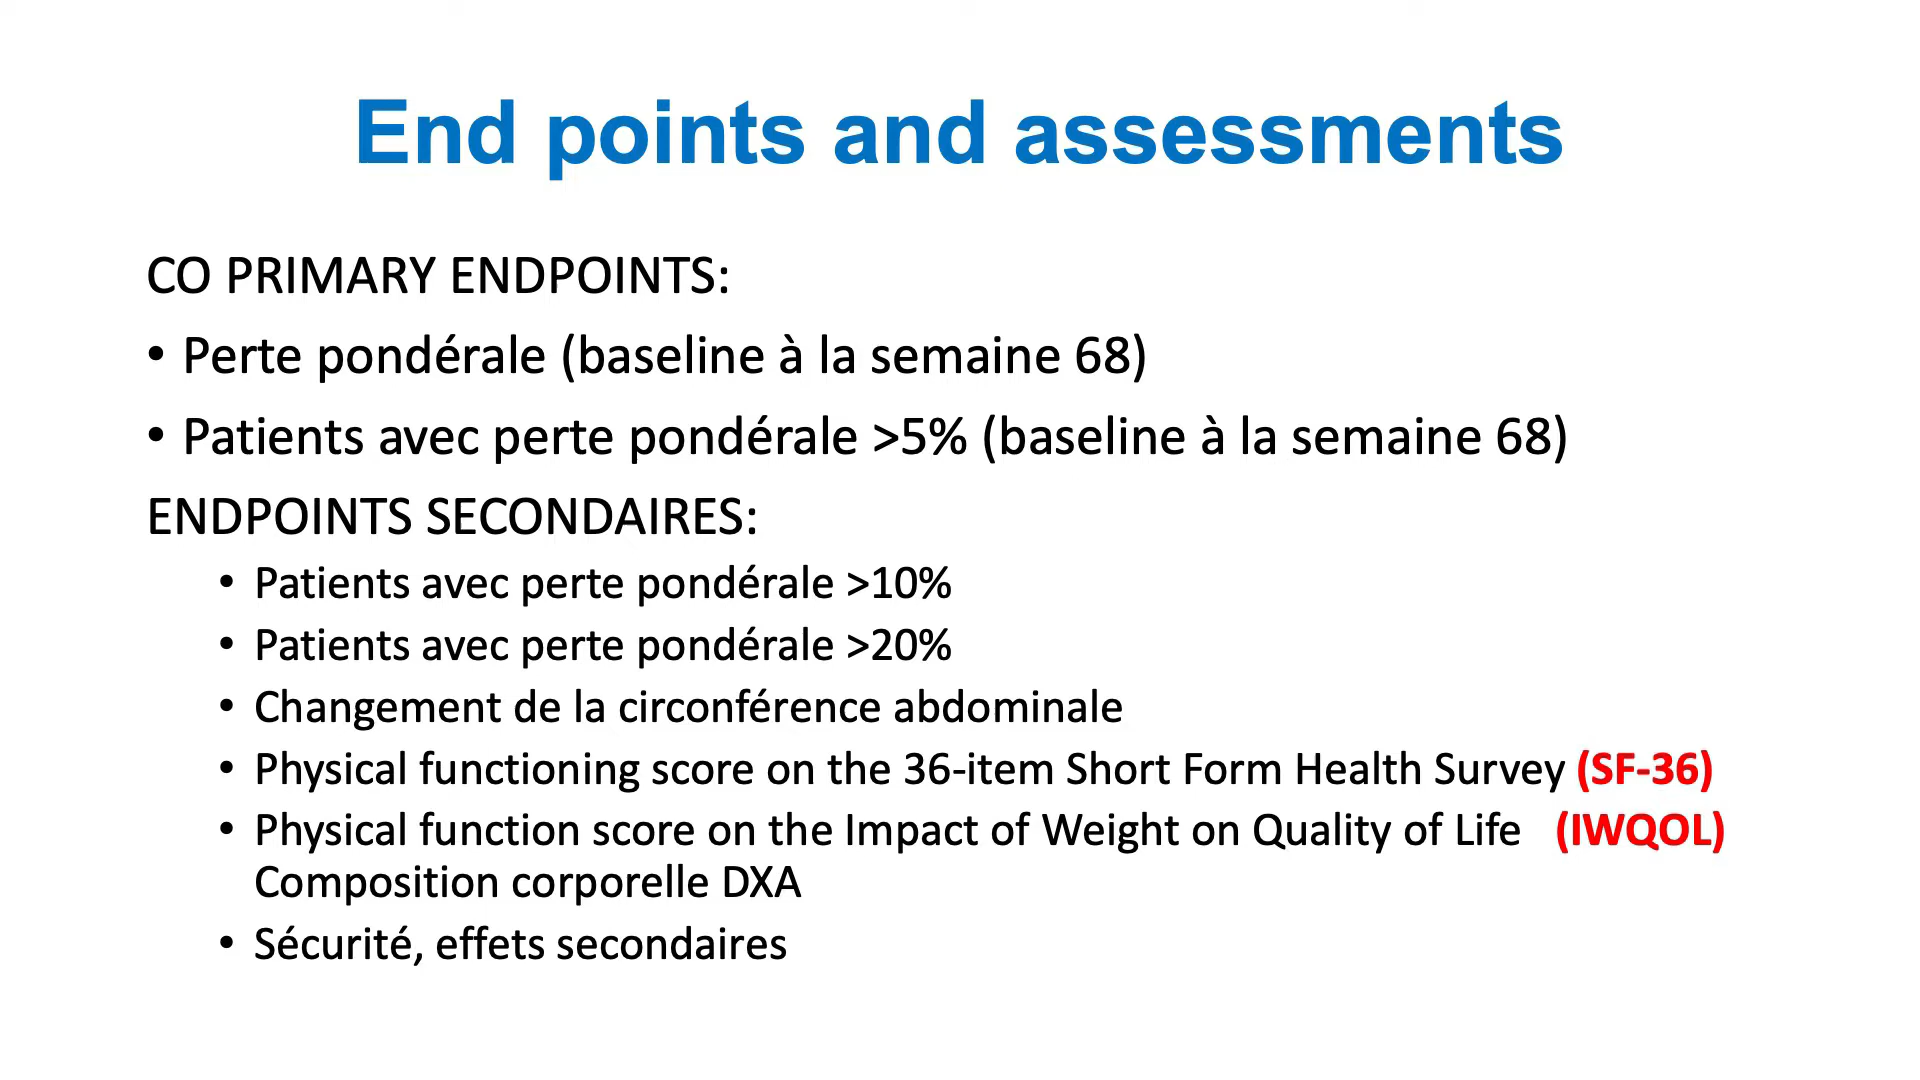 End points and assessments
CO PRIMARY ENDPOINTS:
• Perte pondérale (baseline à la semaine 68)
• Patients avec perte pondérale >5% (baseline à la semaine 68)
ENDPOINTS SECONDAIRES:
• Patients avec perte pondérale >10%
• Patients avec perte pondérale >20%
• Changement de la circonférence abdominale
• Physical functioning score on the 36-item Short Form Health Survey (SF-36)
• Physical function score on the Impact of Weight on Quality of Life (IWQOL)
Composition corporelle DXA
• Sécurité, effets secondaires